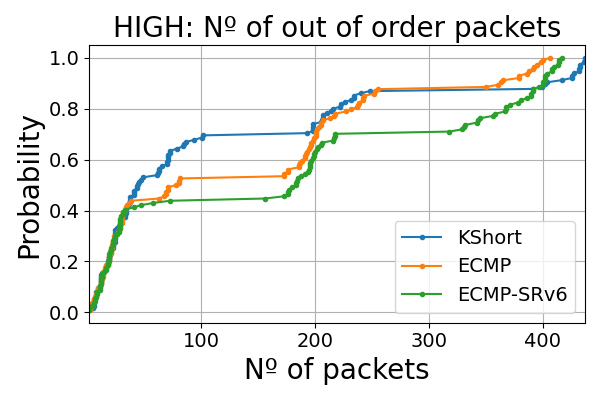 HIGH: Nº of out of order packets
Probability
1.0
0.8
0.6
0.4
0.2
0.0
KShort
ECMP
ECMP-SRv6
100
200
300
400
Nº of packets